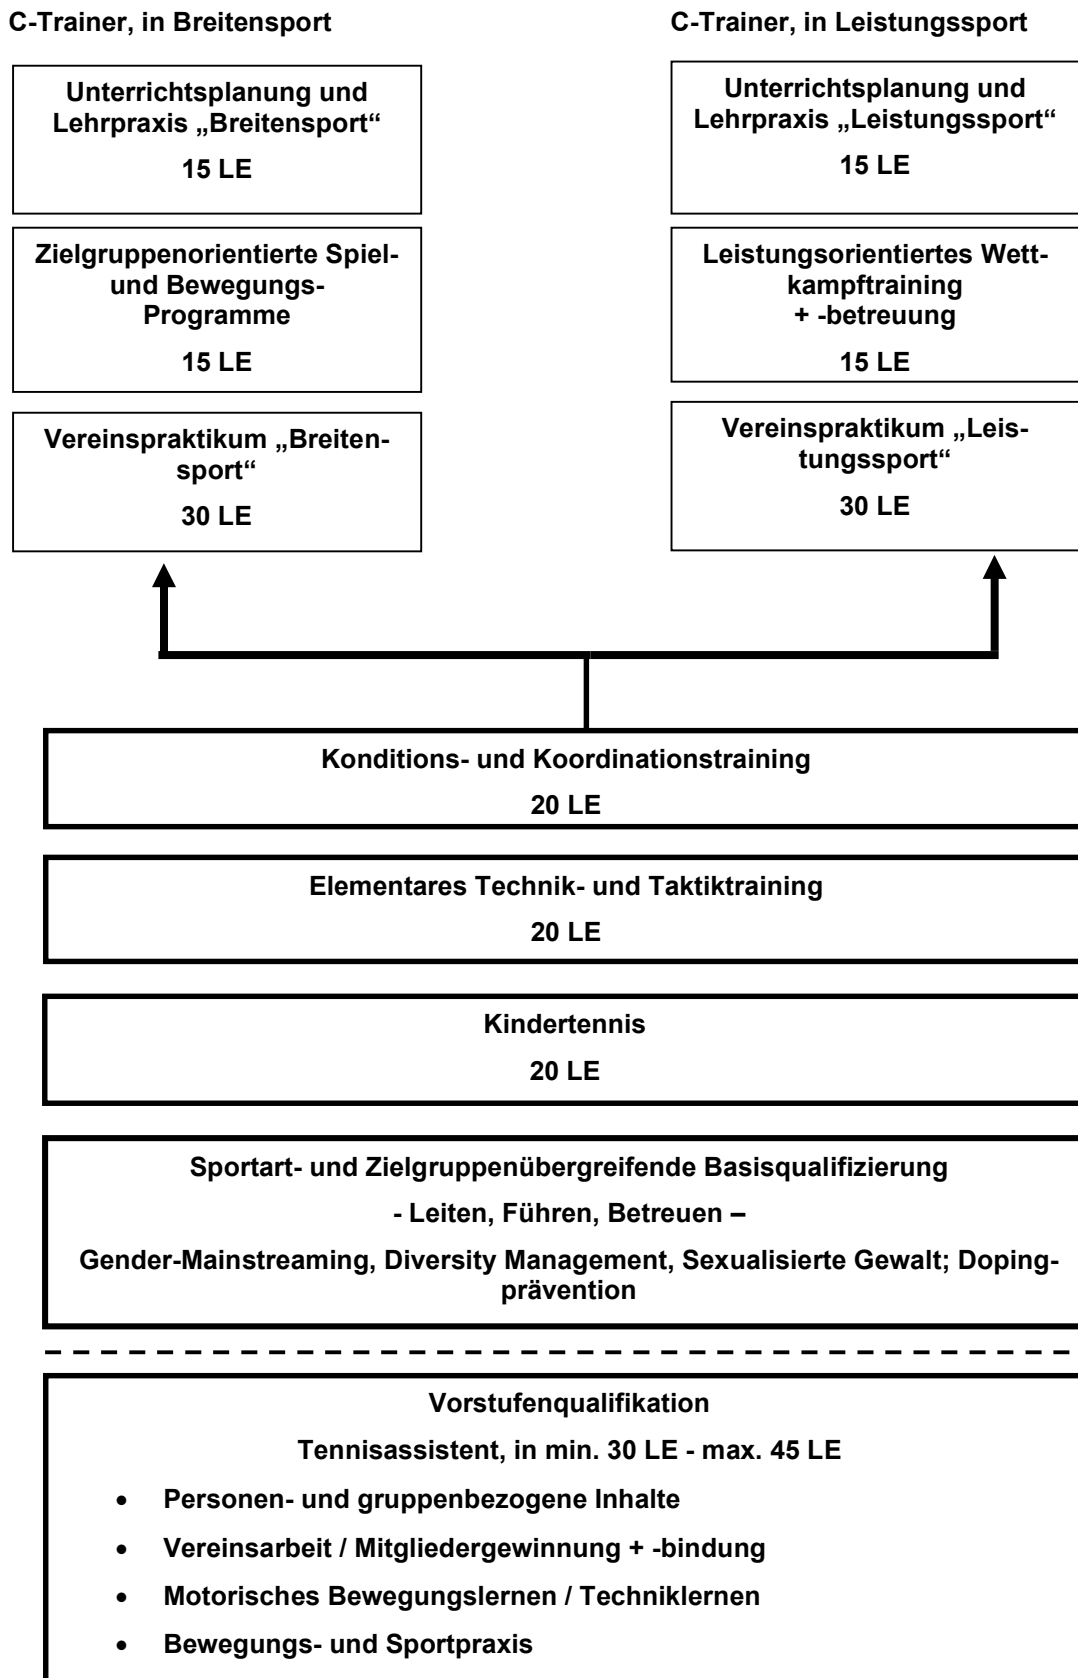 C-Trainer, in Breitensport
Unterrichtsplanung und
Lehrpraxis „Breitensport“
15 LE
Zielgruppenorientierte Spiel-
und Bewegungs-
Programme
15 LE
Vereinspraktikum „Breiten-
sport“
30 LE
C-Trainer, in Leistungssport
Unterrichtsplanung und
Lehrpraxis „Leistungssport“
15 LE
Leistungsorientiertes Wett-
kampftraining
+ -betreuung
15 LE
Vereinspraktikum „Leis-
tungssport“
30 LE
Konditions- und Koordinationstraining
20 LE
Elementares Technik- und Taktiktraining
20 LE
Kindertennis
20 LE
Sportart- und Zielgruppenübergreifende Basisqualifizierung
- Leiten, Führen, Betreuen –
Gender-Mainstreaming, Diversity Management, Sexualisierte Gewalt; Doping-
prävention
Vorstufenqualifikation
Tennisassistent, in min. 30 LE - max. 45 LE
• Personen- und gruppenbezogene Inhalte
• Vereinsarbeit / Mitgliedergewinnung + -bindung
• Motorisches Bewegungslernen / Techniklernen
• Bewegungs- und Sportpraxis